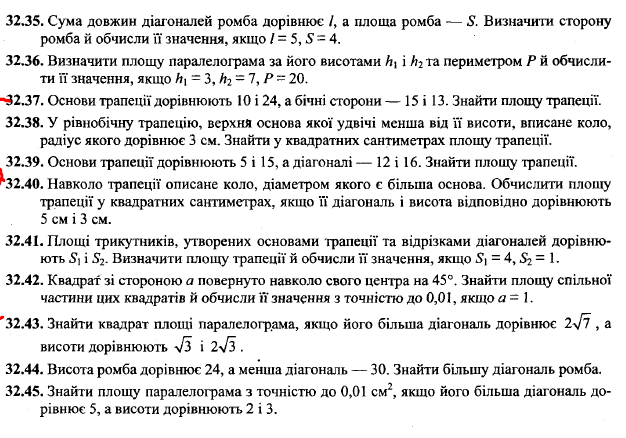 32.35. Сума довжин діагоналей ромба дорівнює l, а площа ромба — S. Визначити сторону
ромба й обчисли її значення, якщо l = 5, S = 4.
32.36. Визначити площу паралелограма за його висотами h₁ і h₂ та периметром P й обчисли-
ти її значення, якщо h₁ = 3, h₂ = 7, P = 20.
32.37. Основи трапеції дорівнюють 10 і 24, а бічні сторони — 15 і 13. Знайти площу трапеції.
32.38. У рівнобічну трапецію, верхня основа якої удвічі менша від її висоти, вписане коло,
радіус якого дорівнює 3 см. Знайти у квадратних сантиметрах площу трапеції.
32.39. Основи трапеції дорівнюють 5 і 15, а діагоналі — 12 і 16. Знайти площу трапеції.
32.40. Навколо трапеції описане коло, діаметром якого є більша основа. Обчислити площу
трапеції у квадратних сантиметрах, якщо її діагональ і висота відповідно дорівнюють
5 см і 3 см.
32.41. Площі трикутників, утворених основами трапеції та відрізками діагоналей дорівню-
ють S₁ і S₂. Визначити площу трапеції й обчисли її значення, якщо S₁ = 4, S₂ = 1.
32.42. Квадрат зі стороною a повернуто навколо свого центра на 45°. Знайти площу спільної
частини цих квадратів й обчисли її значення з точністю до 0,01, якщо a = 1.
32.43. Знайти квадрат площі паралелограма, якщо його більша діагональ дорівнює 2√7 , а
висоти дорівнюють √3 і 2√3 .
32.44. Висота ромба дорівнює 24, а менша діагональ — 30. Знайти більшу діагональ ромба.
32.45. Знайти площу паралелограма з точністю до 0,01 см², якщо його більша діагональ до-
рівнює 5, а висоти дорівнюють 2 і 3.